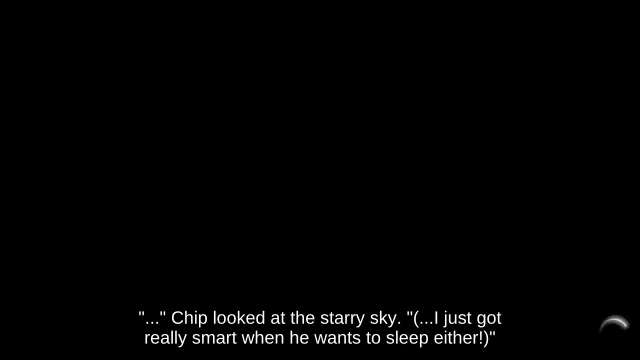 "..." Chip looked at the starry sky. "(...I just got
really smart when he wants to sleep either!)"